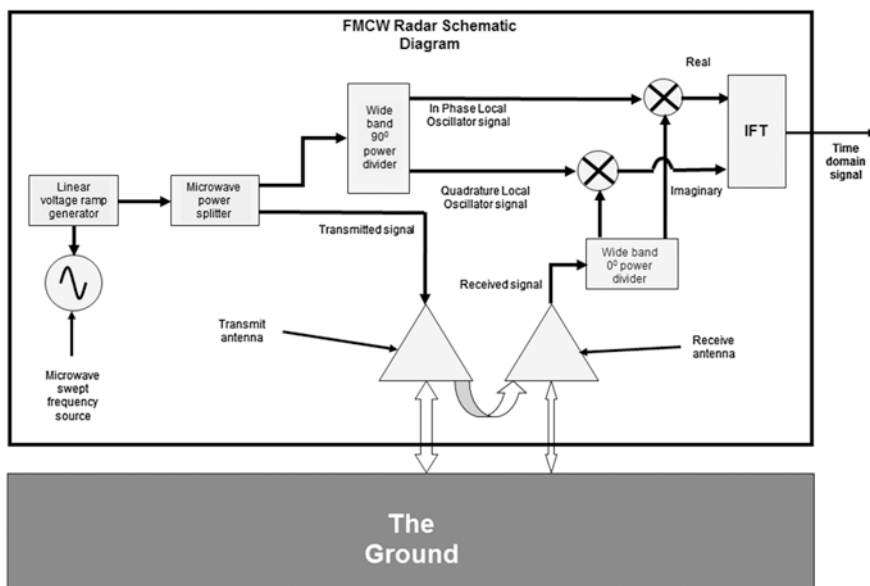 FMCW Radar Schematic
Diagram
Real
Wide
band
90⁰
power
divider
In Phase Local
Oscillator signal
IFT
Time
domain
signal
Linear
voltage ramp
generator
Microwave
power
splitter
Quadrature Local
Oscillator signal
Imaginary
Transmitted signal
Wide band
0⁰ power
divider
Received signal
Transmit
antenna
Receive
antenna
Microwave
swept
frequency
source
The
Ground